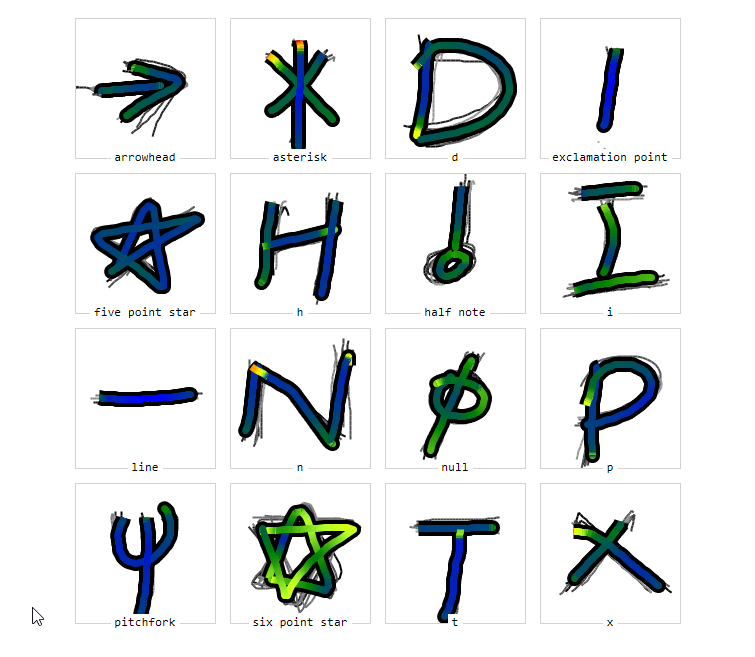 arrowhead asterisk d exclamation point
five point star h half note i
line n null p
pitchfork six point star t x